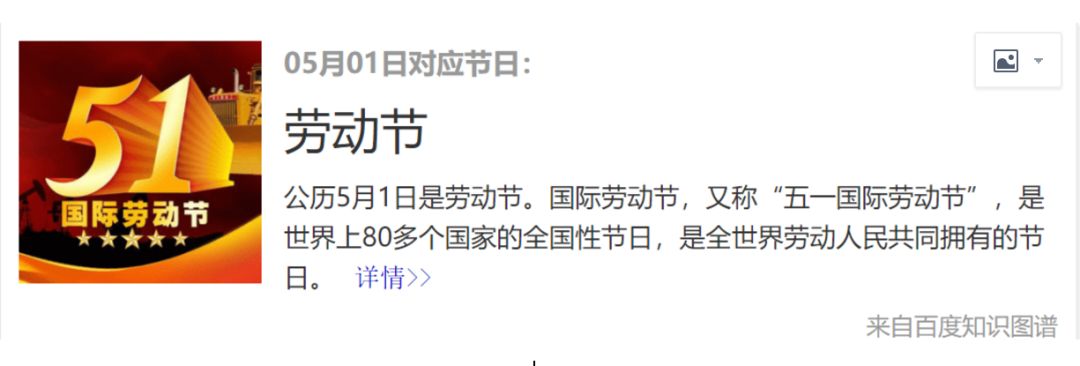 05月01日对应节日：
劳动节
公历5月1日是劳动节。国际劳动节，又称“五一国际劳动节”，是
世界上80多个国家的全国性节日，是全世界劳动人民共同拥有的节
日。 详情>>
51
国际劳动节
来自百度知识图谱